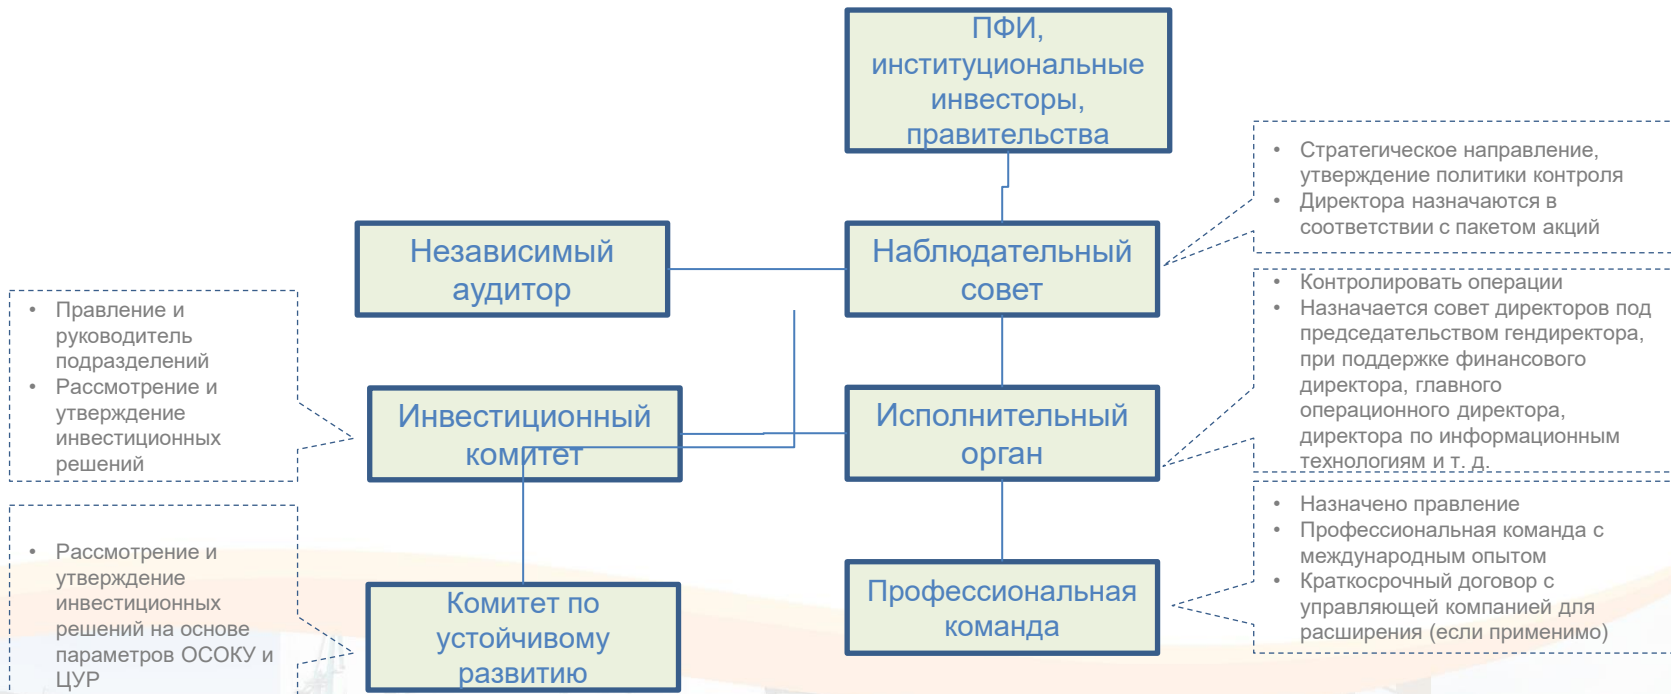 ПФИ,
институциональные
инвесторы,
правительства
• Стратегическое направление,
утверждение политики контроля
• Директора назначаются в
соответствии с пакетом акций
Независимый
аудитор
Наблюдательный
совет
• Контролировать операции
• Назначается совет директоров под
председательством гендиректора,
при поддержке финансового
директора, главного
операционного директора,
директора по информационным
технологиям и т. д.
• Правление и
руководитель
подразделений
• Рассмотрение и
утверждение
инвестиционных
решений
Инвестиционный
комитет
Исполнительный
орган
• Назначено правление
• Профессиональная команда с
международным опытом
• Краткосрочный договор с
управляющей компанией для
расширения (если применимо)
• Рассмотрение и
утверждение
инвестиционных
решений на основе
параметров ОСОКУ и
ЦУР
Комитет по
устойчивому
развитию
Профессиональная
команда